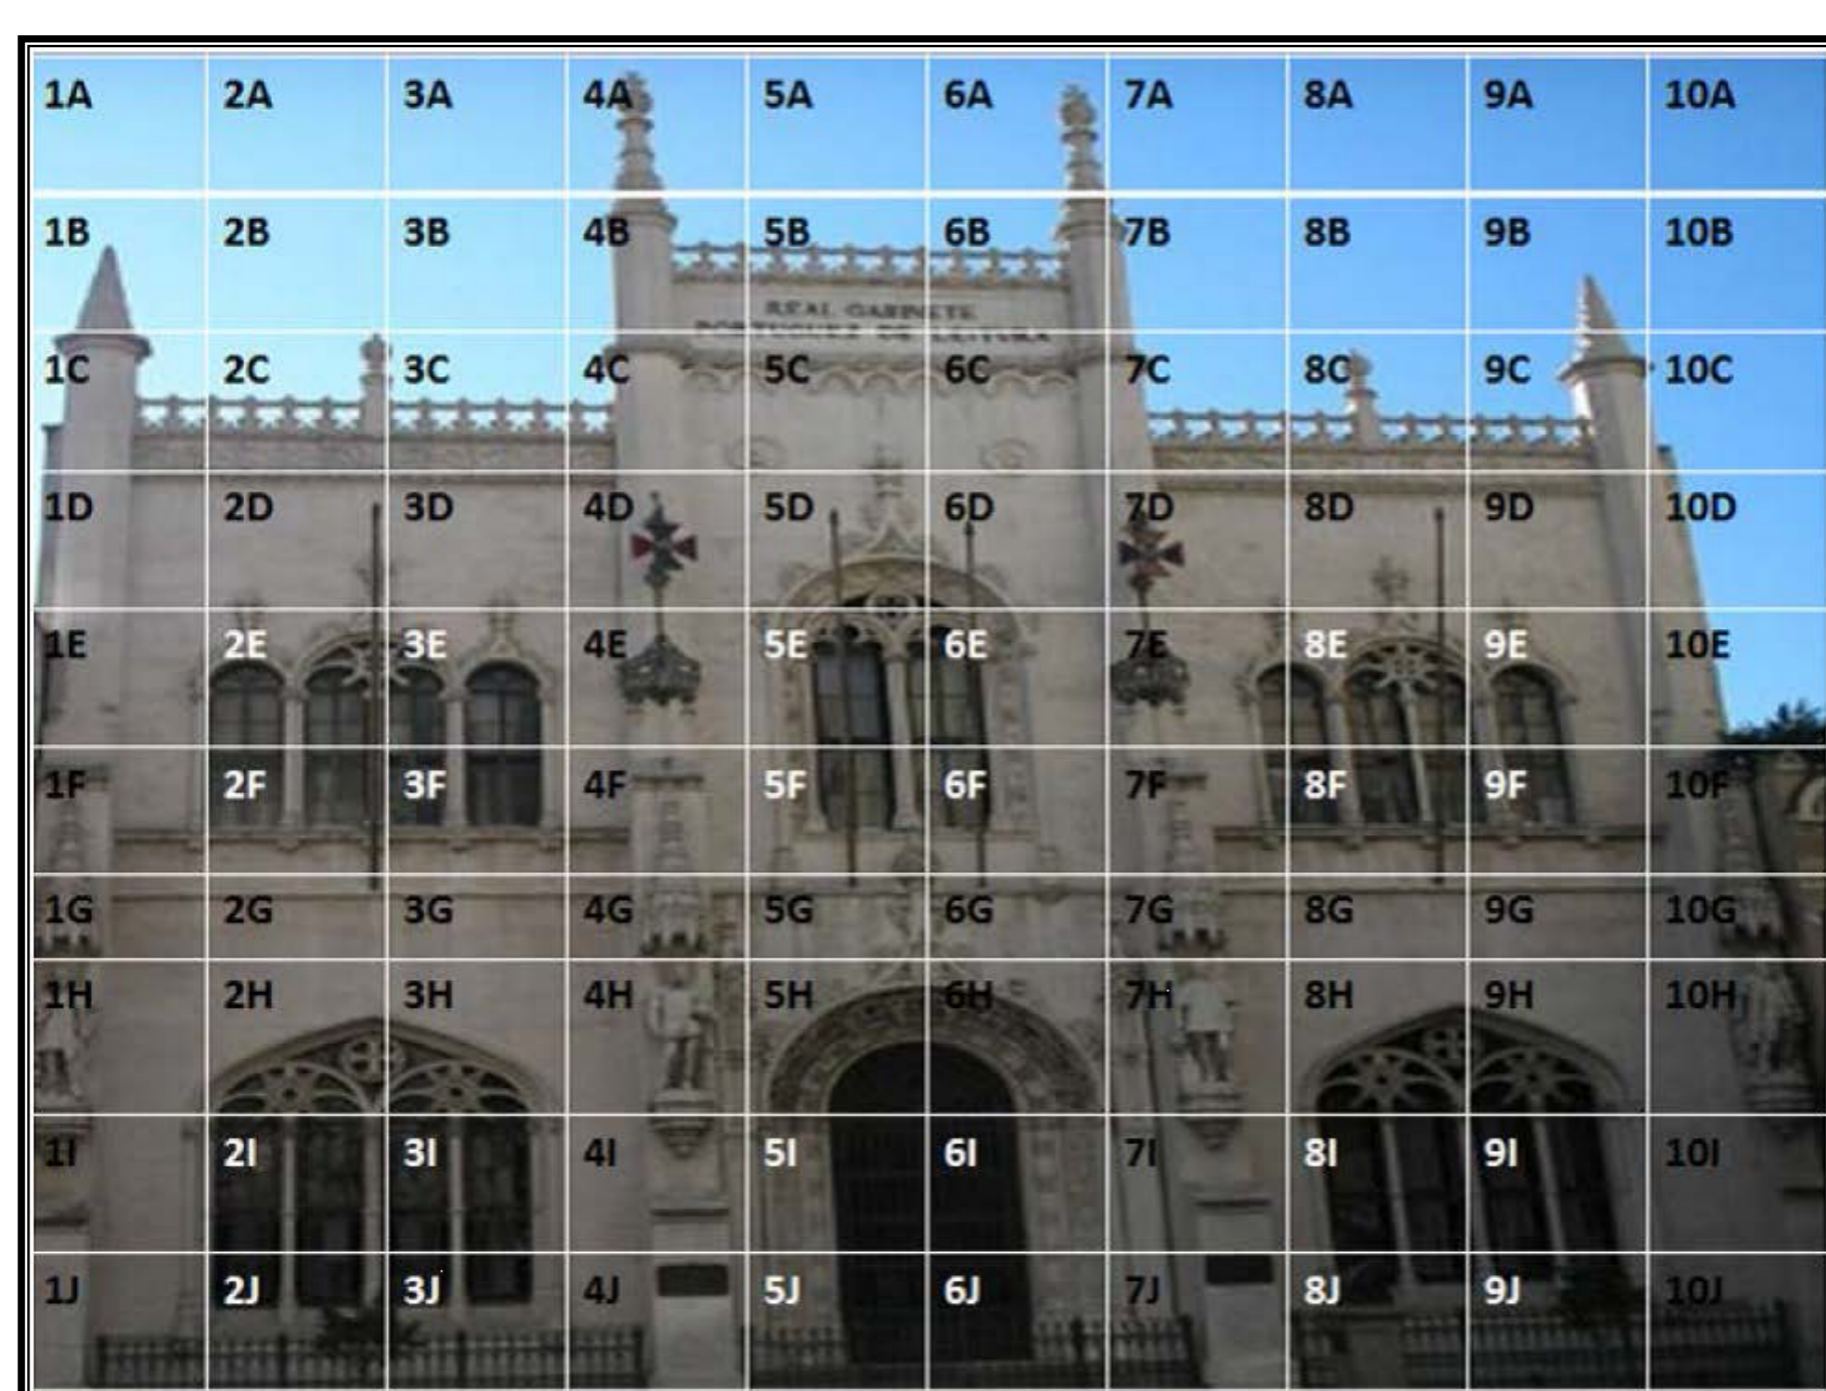 1A 2A 3A 4A 5A 6A 7A 8A 9A 10A
1B 2B 3B 4B 5B 6B 7B 8B 9B 10B
REAL GABINETE
PORTUGUEZ DE LEITURA
1C 2C 3C 4C 5C 6C 7C 8C 9C 10C
1D 2D 3D 4D 5D 6D 7D 8D 9D 10D
1E 2E 3E 4E 5E 6E 7E 8E 9E 10E
1F 2F 3F 4F 5F 6F 7F 8F 9F 10F
1G 2G 3G 4G 5G 6G 7G 8G 9G 10G
1H 2H 3H 4H 5H 6H 7H 8H 9H 10H
1I 2I 3I 4I 5I 6I 7I 8I 9I 10I
1J 2J 3J 4J 5J 6J 7J 8J 9J 10J